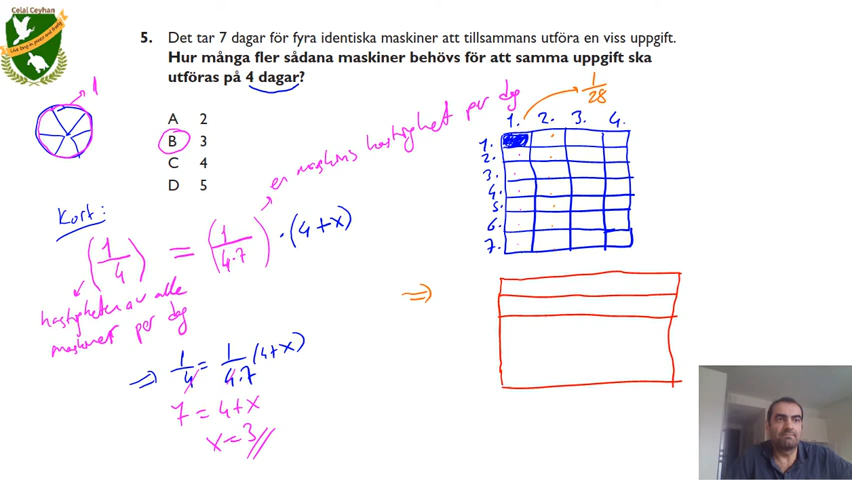 Celal Ceyhan
5. Det tar 7 dagar för fyra identiska maskiner att tillsammans utföra en viss uppgift.
Hur många fler sådana maskiner behövs för att samma uppgift ska
utföras på 4 dagar?
A 2
B 3
C 4
D 5
1
Kort:
(1/4) = (1/4·7) · (4+x)
en maskins hastighet per dag
hastigheten av alla
maskiner per dag
=> 1/4 = 1/4·7 (4+x)
7 = 4+x
x = 3//
1/28
1. 2. 3. 4.
1.
2.
3.
4.
5.
6.
7.
=>